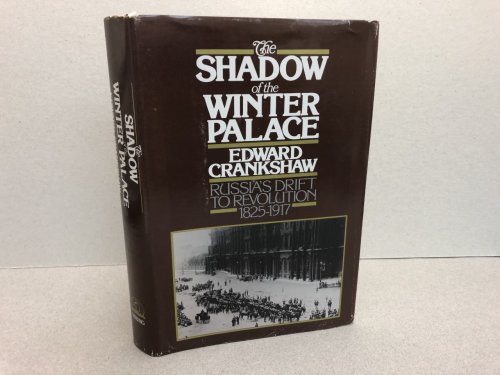 The
SHADOW
of the
WINTER
PALACE
EDWARD
CRANKSHAW
RUSSIA'S DRIFT
TO REVOLUTION
1825-1917
The
SHADOW
of the
WINTER PALACE
VIKING